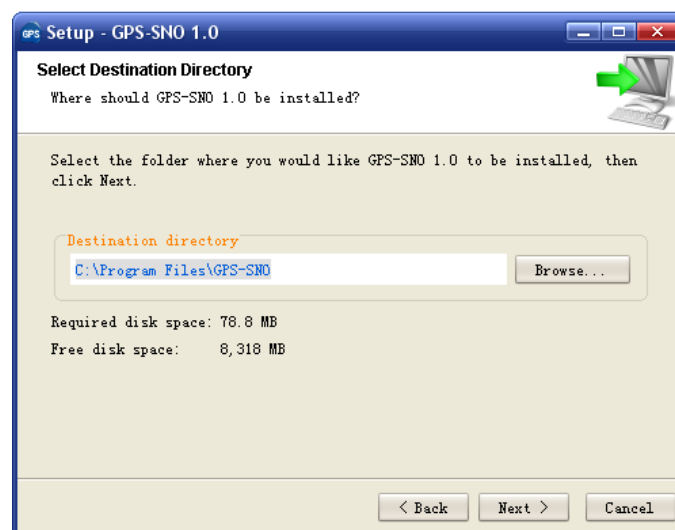 GPS Setup - GPS-SNO 1.0
Select Destination Directory
Where should GPS-SNO 1.0 be installed?
Select the folder where you would like GPS-SNO 1.0 to be installed, then
click Next.
Destination directory
C:\Program Files\GPS-SNO
Browse...
Required disk space: 78.8 MB
Free disk space: 8,318 MB
< Back
Next >
Cancel